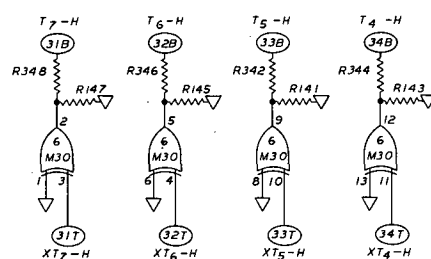 T7-H T6-H T5-H T4-H
31B 32B 33B 34B
R348 R346 R342 R344
R147 R145 R141 R143
2 5 9 12
6 6 6 6
M30 M30 M30 M30
1 3 6 4 8 10 13 11
31T 32T 33T 34T
XT7-H XT6-H XT5-H XT4-H